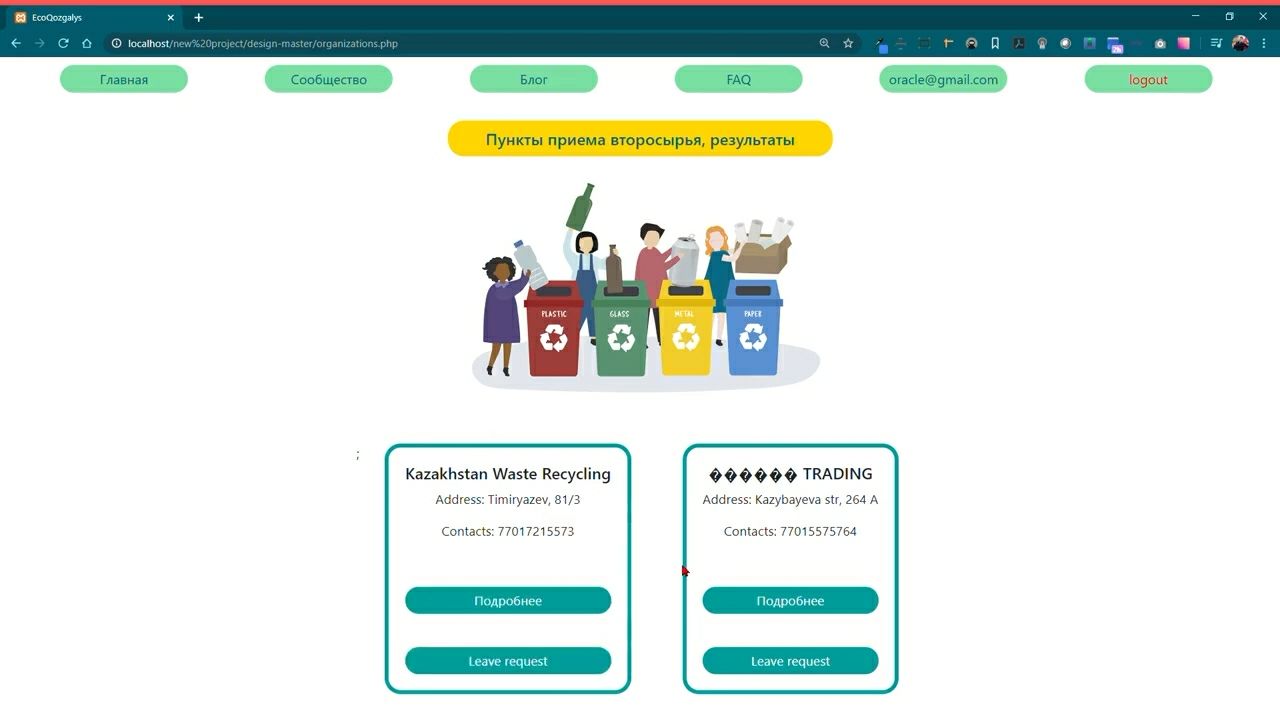 EcoQozgalys
localhost/new%20project/design-master/organizations.php
Главная
Сообщество
Блог
FAQ
oracle@gmail.com
logout
Пункты приема второсырья, результаты
PLASTIC
GLASS
METAL
PAPER
;
Kazakhstan Waste Recycling
Address: Timiryazev, 81/3
Contacts: 77017215573
Подробнее
Leave request
������ TRADING
Address: Kazybayeva str, 264 A
Contacts: 77015575764
Подробнее
Leave request